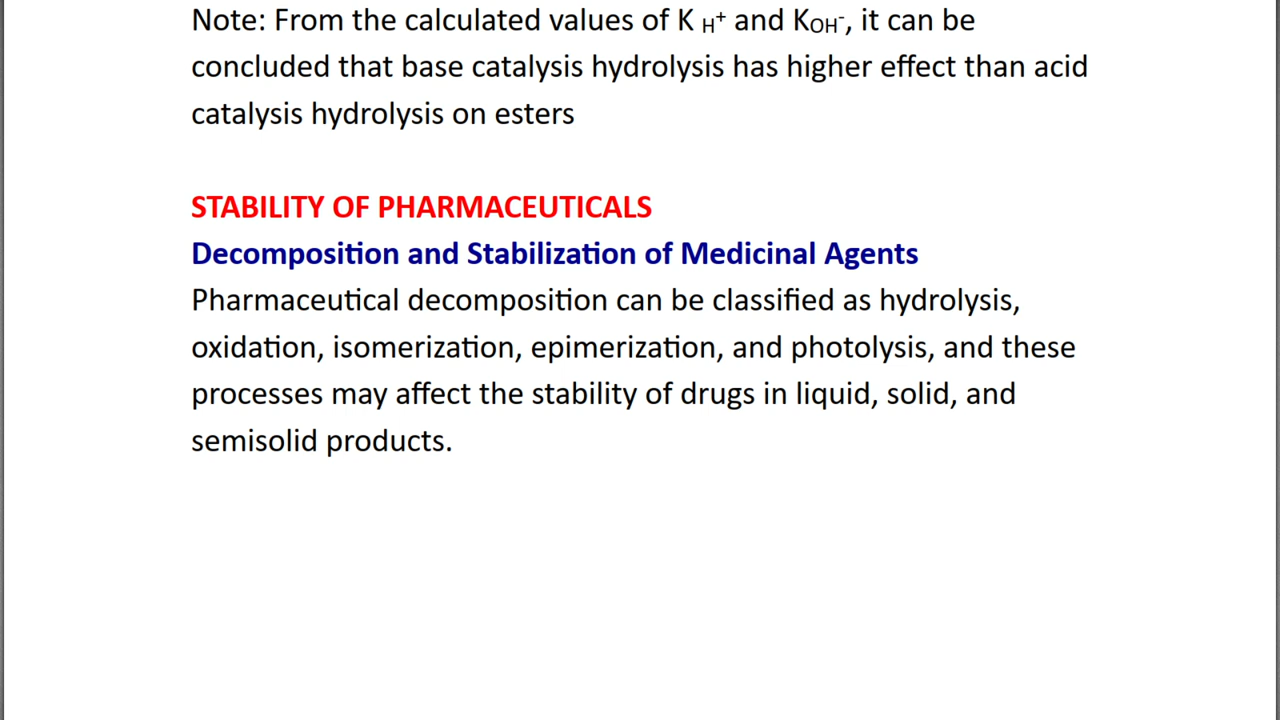 Note: From the calculated values of K H⁺ and KOH⁻, it can be
concluded that base catalysis hydrolysis has higher effect than acid
catalysis hydrolysis on esters
STABILITY OF PHARMACEUTICALS
Decomposition and Stabilization of Medicinal Agents
Pharmaceutical decomposition can be classified as hydrolysis,
oxidation, isomerization, epimerization, and photolysis, and these
processes may affect the stability of drugs in liquid, solid, and
semisolid products.